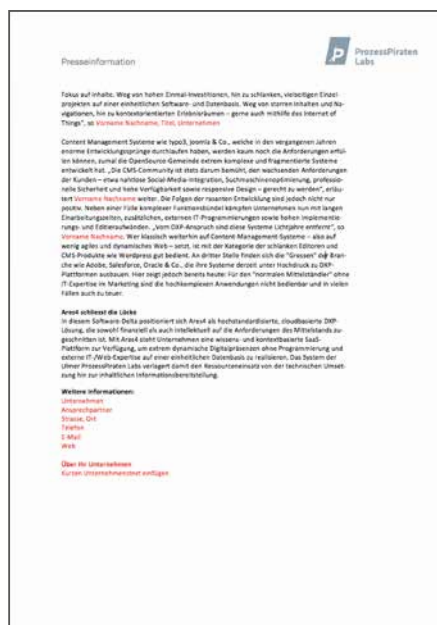 ProzessPiraten
Labs
Presseinformation
Fokus auf Inhalte. Weg von hohen Einmal-Investitionen, hin zu schlanken, vielseitigen Einzel-
projekten auf einer einheitlichen Software- und Datenbasis. Weg von starren Inhalten und Na-
vigationen, hin zu kontextorientierten Erlebnisräumen – gerne auch mithilfe des Internet of
Things", so Vorname Nachname, Titel, Unternehmen
Content Management Systeme wie typo3, Joomla & Co., welche in den vergangenen Jahren
enorme Entwicklungssprünge durchlaufen haben, werden kaum noch die Anforderungen erfül-
len können, zumal die OpenSource Gemeinde extrem komplexe und fragmentierte Systeme
entwickelt hat. „Die CMS-Community ist stets darum bemüht, den wachsenden Anforderungen
der Kunden – etwa nahtlose Social-Media-Integration, Suchmaschinenoptimierung, professio-
nelle Sicherheit und hohe Verfügbarkeit sowie responsive Design – gerecht zu werden", erläu-
tert Vorname Nachname weiter. Die Folgen der rasanten Entwicklung sind jedoch nicht nur
positiv. Neben einer Fülle komplexer Funktionsbündel kämpfen Unternehmen nun mit langen
Einarbeitungszeiten, zusätzlichen, externen IT-Programmierungen sowie hohen Implementie-
rungs- und Editieraufwänden. „Vom DXP-Anspruch sind diese Systeme Lichtjahre entfernt", so
Vorname Nachname. Wer klassisch weiterhin auf Content Management Systeme – also auf
wenig agiles und dynamisches Web – setzt, ist mit der Kategorie der schlanken Editoren und
CMS-Produkte wie Wordpress gut bedient. An dritter Stelle finden sich die "Grossen" der Bran-
che wie Adobe, Salesforce, Oracle & Co., die ihre Systeme derzeit unter Hochdruck zu DXP-
Plattformen ausbauen. Hier zeigt jedoch bereits heute: Für den "normalen Mittelständler" ohne
IT-Expertise im Marketing sind die hochkomplexen Anwendungen nicht bedienbar und in vielen
Fällen auch zu teuer.
Ares4 schliesst die Lücke
In diesem Software-Delta positioniert sich Ares4 als hochstandardisierte, cloudbasierte DXP-
Lösung, die sowohl finanziell als auch intellektuell auf die Anforderungen des Mittelstands zu-
geschnitten ist. Mit Ares4 steht Unternehmen eine wissens- und kontextbasierte SaaS-
Plattform zur Verfügung, um extrem dynamische Digitalpräsenzen ohne Programmierung und
externe IT-/Web-Expertise auf einer einheitlichen Datenbasis zu realisieren. Das System der
Ulmer ProzessPiraten Labs verlagert damit den Ressourceneinsatz von der technischen Umset-
zung hin zur inhaltlichen Informationsbereitstellung.
Weitere Informationen:
Unternehmen
Ansprechpartner
Strasse, Ort
Telefon
E-Mail
Web
Über Ihr Unternehmen
Kurzen Unternehmenstext einfügen